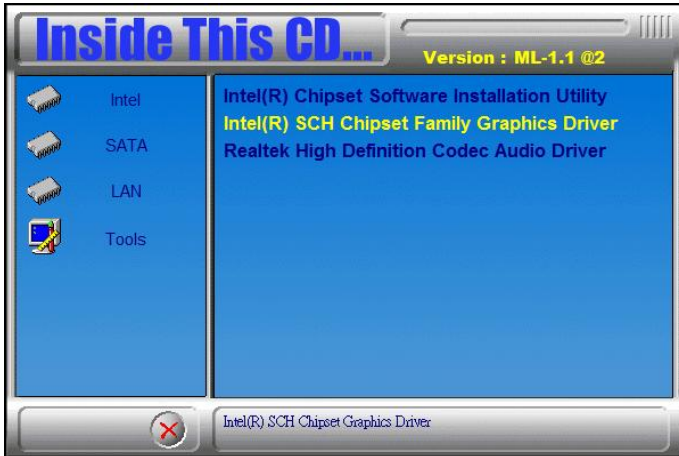 Inside This CD...
Version : ML-1.1 @2
Intel
SATA
LAN
Tools
Intel(R) Chipset Software Installation Utility
Intel(R) SCH Chipset Family Graphics Driver
Realtek High Definition Codec Audio Driver
Intel(R) SCH Chipset Graphics Driver